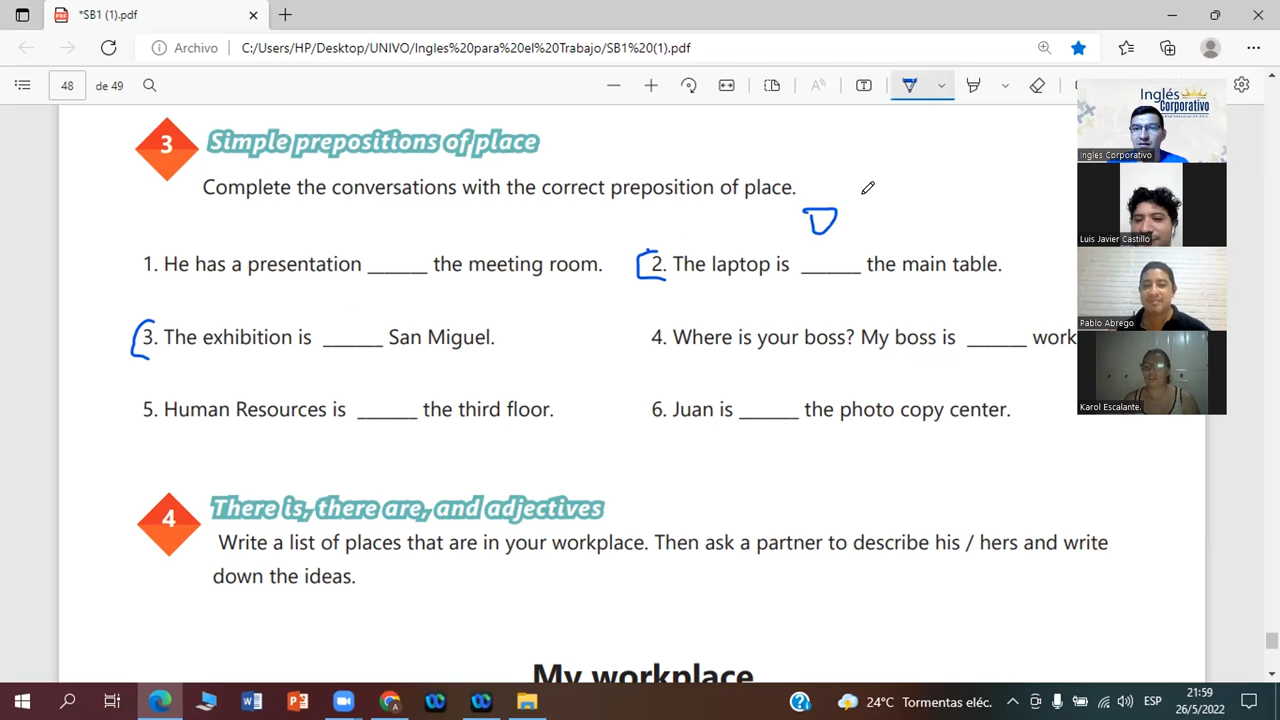 *SB1 (1).pdf
Archivo C:/Users/HP/Desktop/UNIVO/Ingles%20para%20el%20Trabajo/SB1%20(1).pdf
48 de 49
3 Simple prepositions of place
Complete the conversations with the correct preposition of place.
1. He has a presentation ______ the meeting room.
2. The laptop is ______ the main table.
3. The exhibition is ______ San Miguel.
4. Where is your boss? My boss is ______ work
5. Human Resources is ______ the third floor.
6. Juan is ______ the photo copy center.
4 There is, there are, and adjectives
Write a list of places that are in your workplace. Then ask a partner to describe his / hers and write
down the ideas.
My workplace
Inglés
Corporativo
Ingles Corporativo
Luis Javier Castillo
Pablo Abrego
Karol Escalante.
24°C Tormentas eléc.
ESP
21:59
26/5/2022